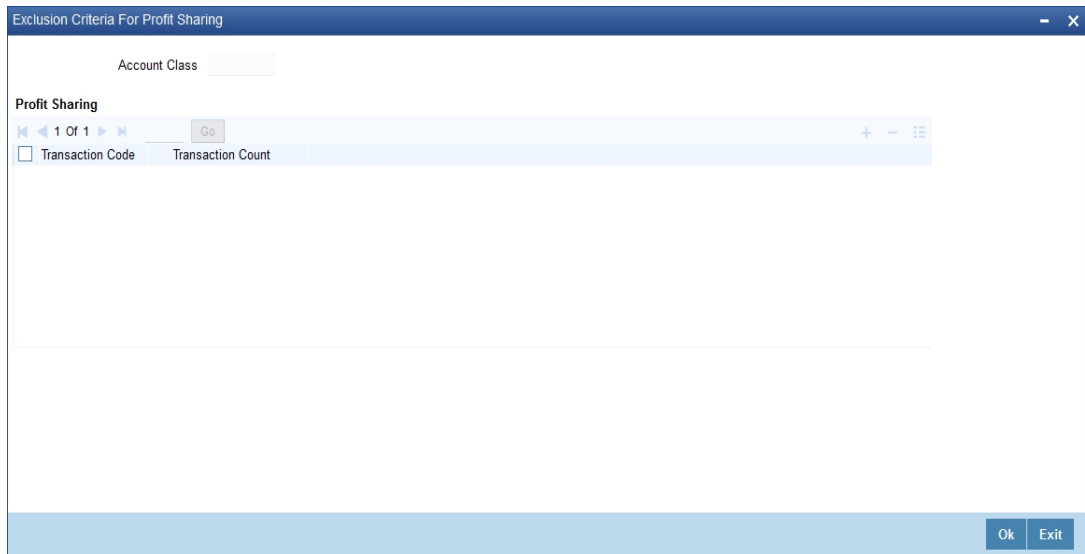 Exclusion Criteria For Profit Sharing
Account Class
Profit Sharing
1 Of 1 Go
Transaction Code Transaction Count
Ok Exit